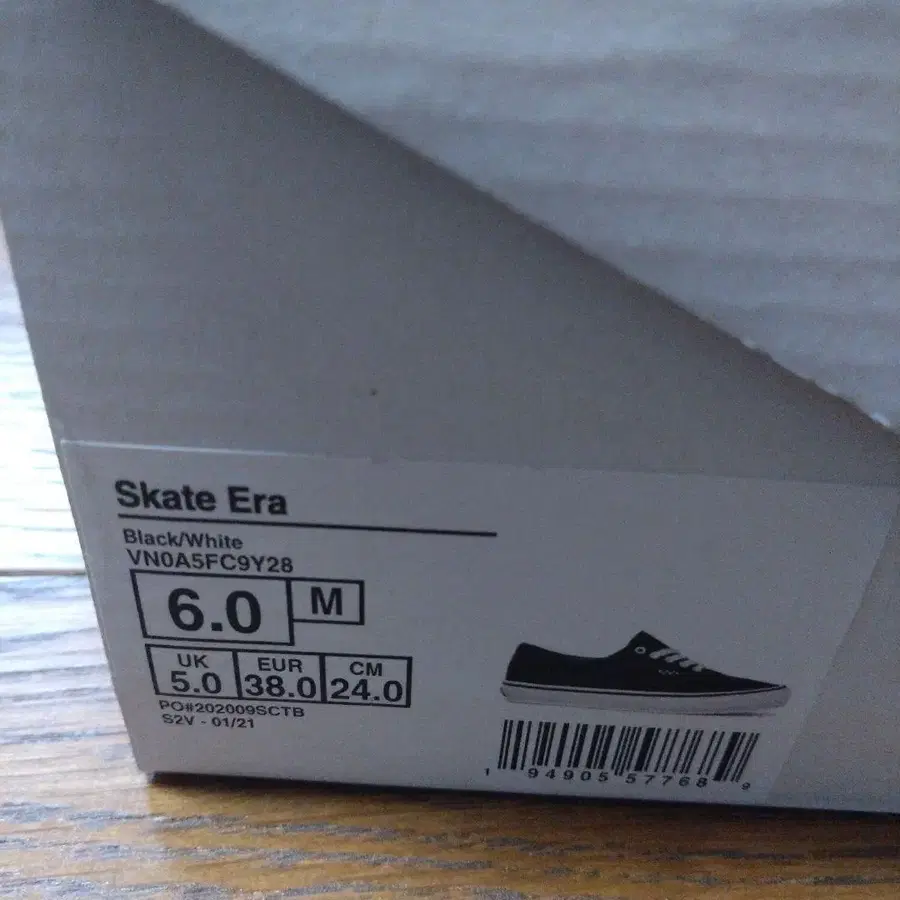 Skate Era
Black/White
VN0A5FC9Y28
6.0 M
UK EUR CM
5.0 38.0 24.0
PO#202009SCTB
S2V - 01/21
1 94905 57768 9